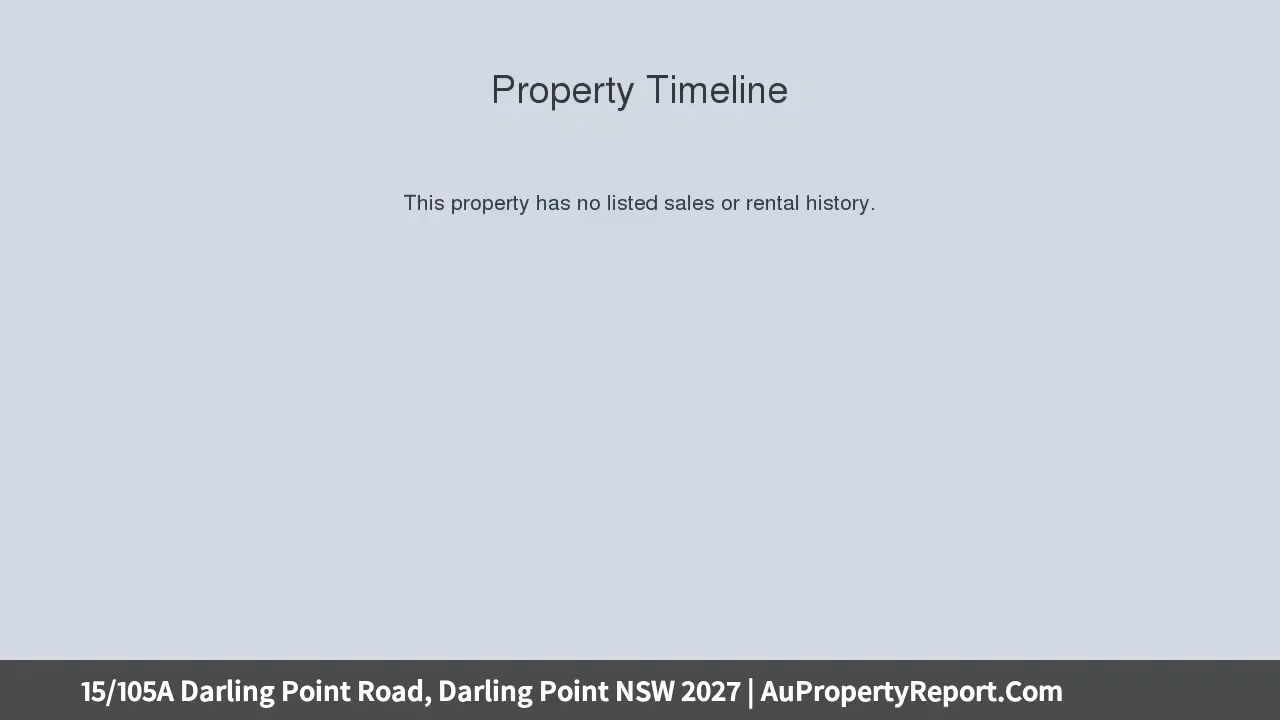 Property Timeline
This property has no listed sales or rental history.
15/105A Darling Point Road, Darling Point NSW 2027 | AuPropertyReport.Com